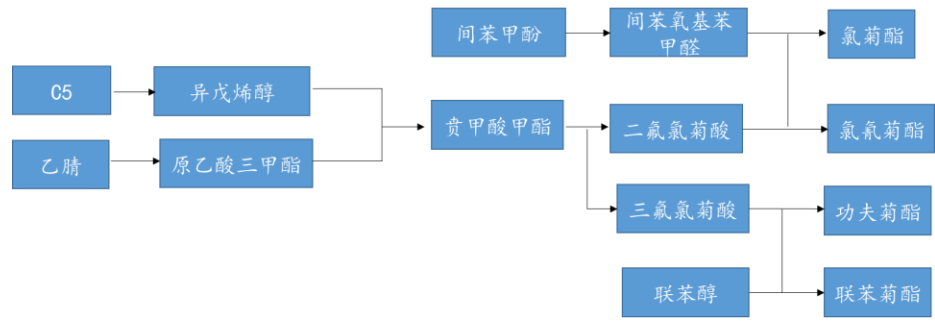 间苯甲酚
间苯氧基苯
甲醛
氯菊酯
C5
异戊烯醇
贲甲酸甲酯
二氟氯菊酸
氯氰菊酯
乙腈
原乙酸三甲酯
三氟氯菊酸
功夫菊酯
联苯醇
联苯菊酯